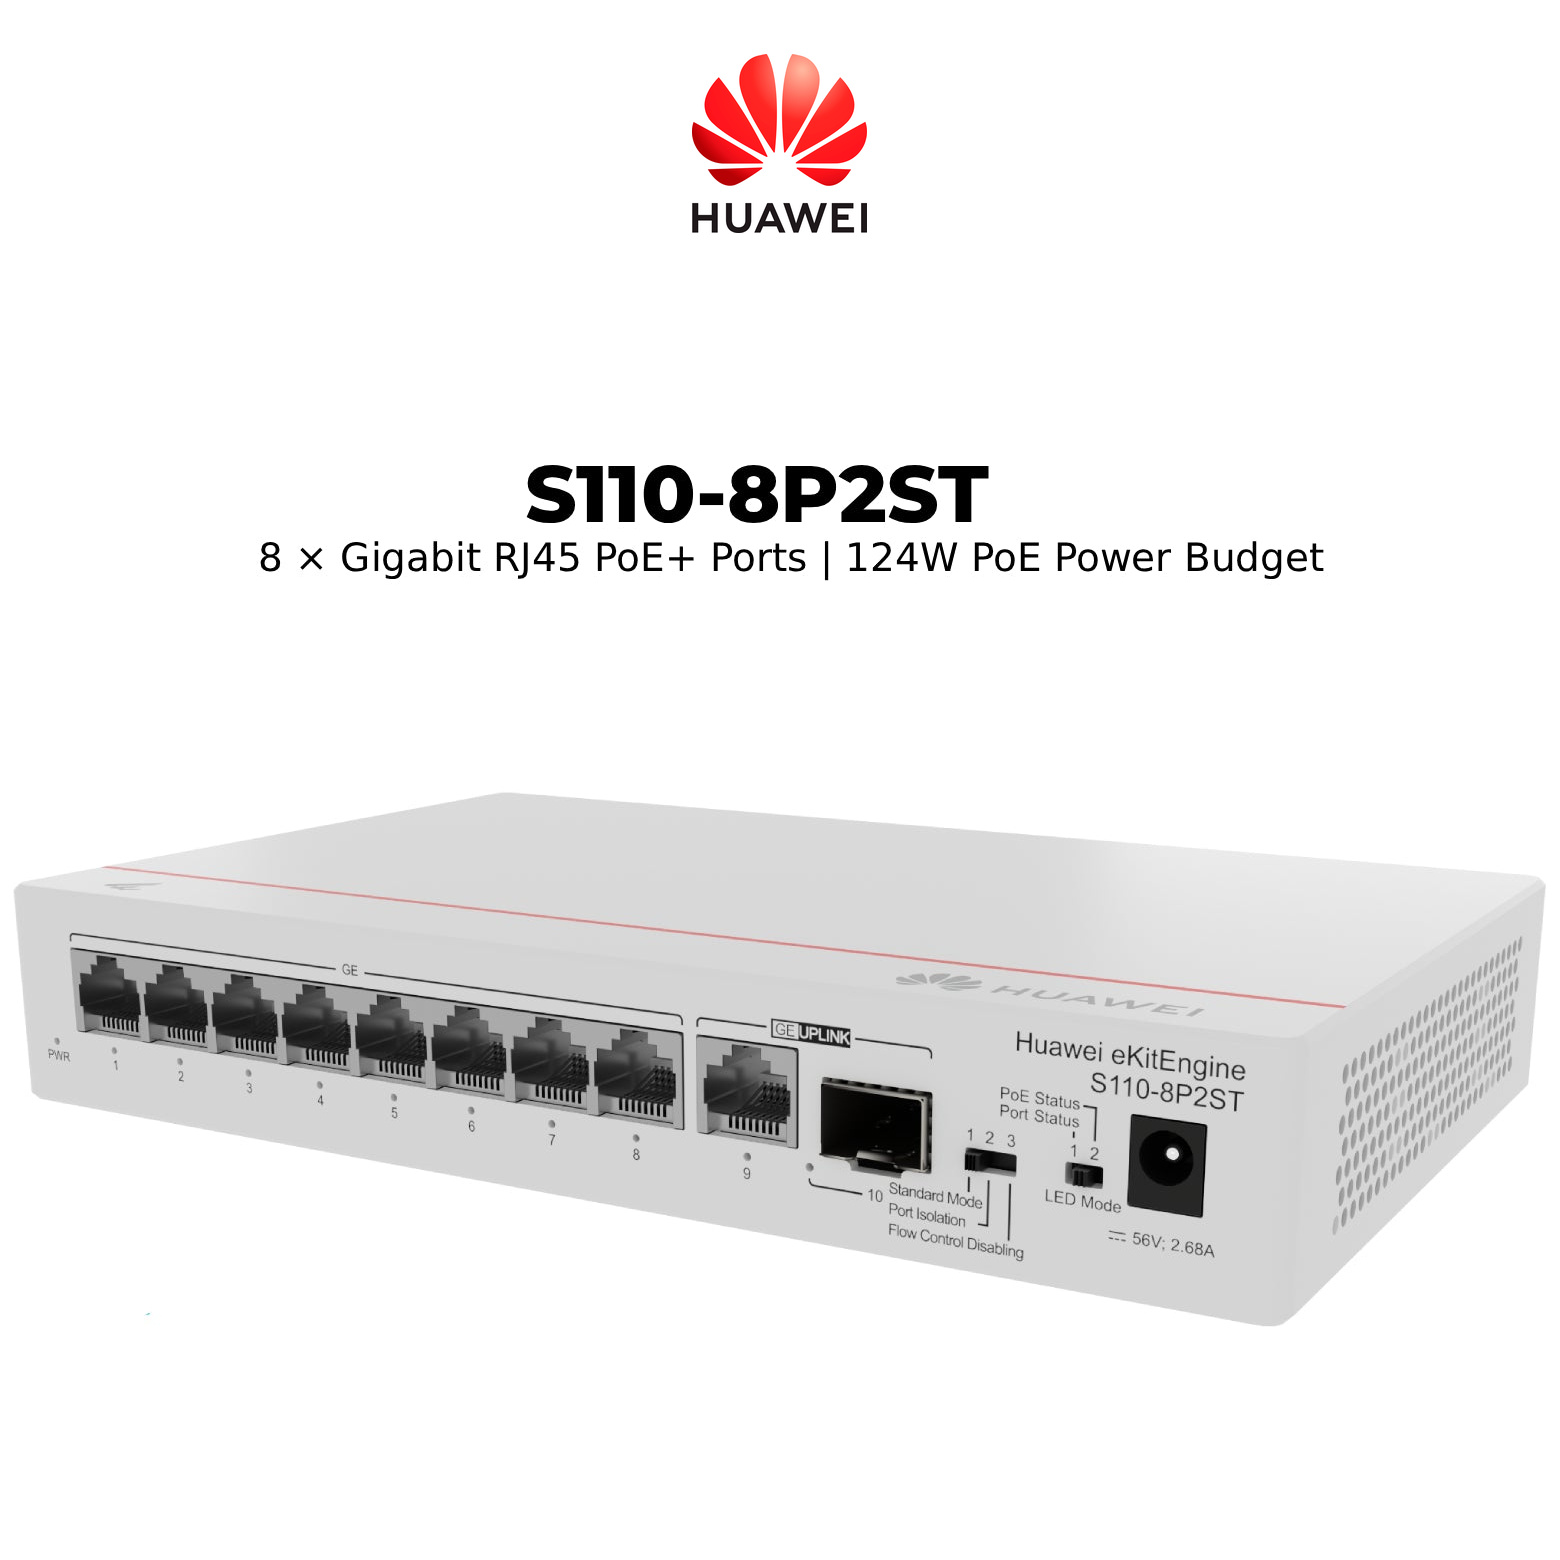 HUAWEI
S110-8P2ST
8 × Gigabit RJ45 PoE+ Ports | 124W PoE Power Budget
HUAWEI
GE
GE UPLINK
Huawei eKitEngine
S110-8P2ST
PoE Status
Port Status
PWR
1 2 3 4 5 6 7 8 9 10
1 2 3
1 2
Standard Mode
Port Isolation
Flow Control Disabling
LED Mode
⎓ 56V; 2.68A